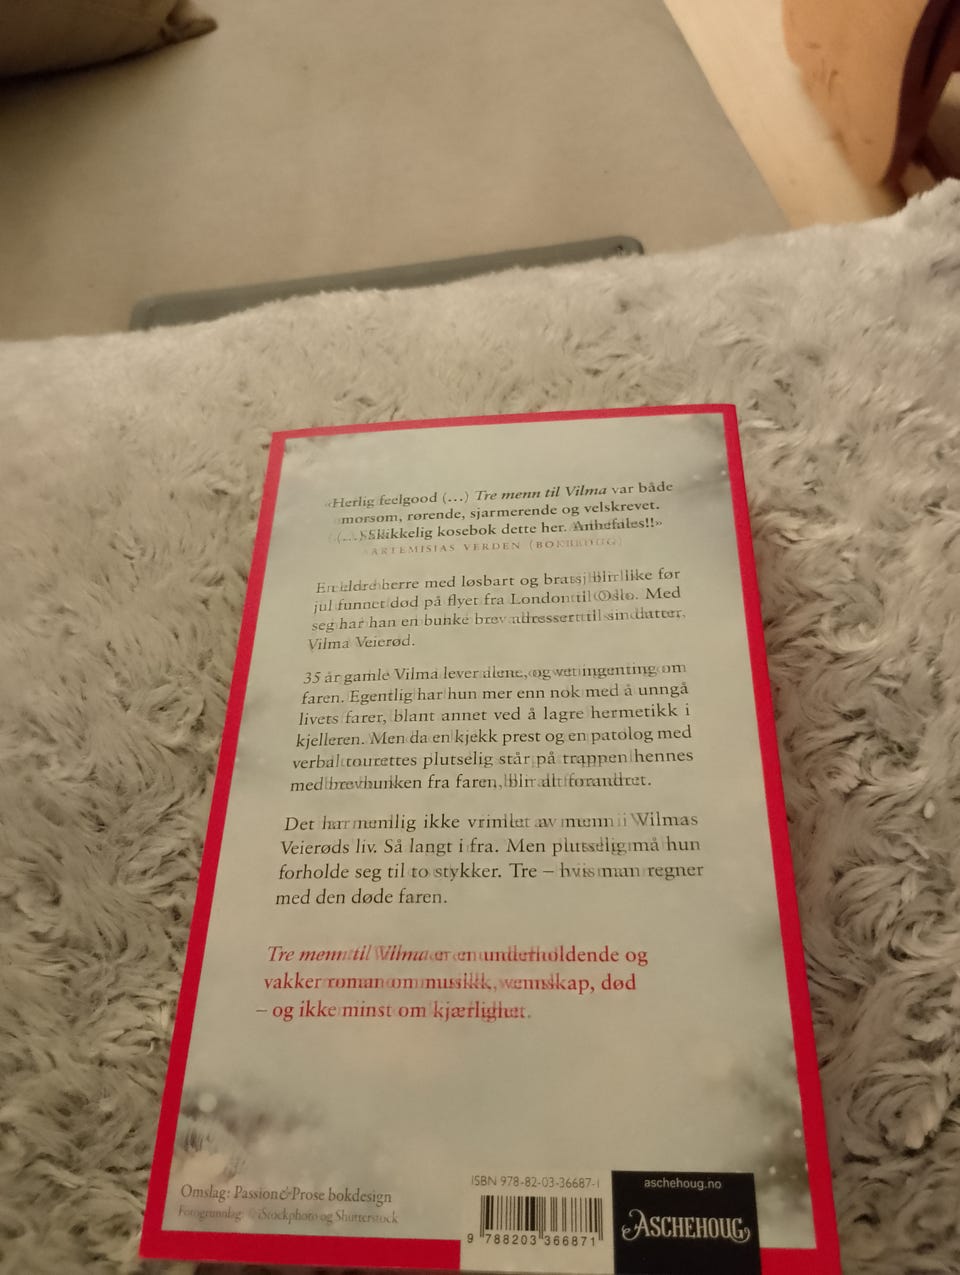 «Herlig feelgood (...) Tre menn til Vilma var både
morsom, rørende, sjarmerende og velskrevet.
(...) Skikkelig kosebok dette her. Anbefales!!»
ARTEMISIAS VERDEN (BOKBLOGG)
En eldre herre med løsbart og bratsj blir like før
jul funnet død på flyet fra London til Oslo. Med
seg har han en bunke brev adressert til sin datter,
Vilma Veierød.
35 år gamle Vilma lever alene, og vet ingenting om
faren. Egentlig har hun mer enn nok med å unngå
livets farer, blant annet ved å lagre hermetikk i
kjelleren. Men da en kjekk prest og en patolog med
verbal tourettes plutselig står på trappen hennes
med brevbunken fra faren, blir alt forandret.
Det har menilig ikke vrimlet av menn i Wilmas
Veierøds liv. Så langt i fra. Men plutselig må hun
forholde seg til to stykker. Tre – hvis man regner
med den døde faren.
Tre menn til Vilma er en underholdende og
vakker roman om musikk, vennskap, død
– og ikke minst om kjærlighet.
Omslag: Passion & Prose bokdesign
Fotogrunnlag: © iStockphoto og Shutterstock
ISBN 978-82-03-36687-1
9 788203 366871
aschehoug.no
ASCHEHOUG